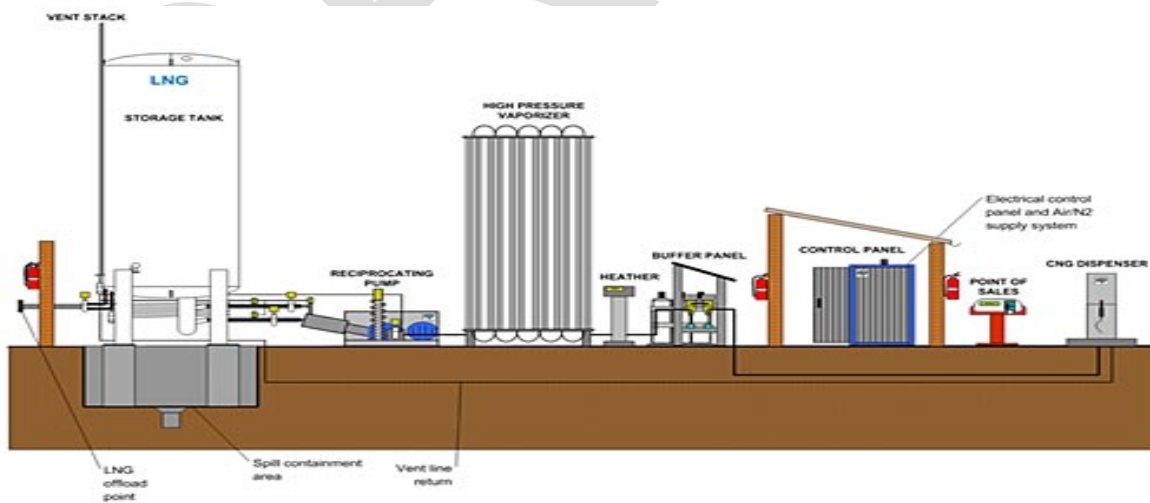 VENT STACK
LNG
STORAGE TANK
HIGH PRESSURE
VAPORIZER
Electrical control
panel and Air/N2
supply system
RECIPROCATING
PUMP
HEATHER
BUFFER PANEL
CONTROL PANEL
POINT OF
SALES
CNG DISPENSER
LNG
offload
point
Spill containment
area
Vent line
return